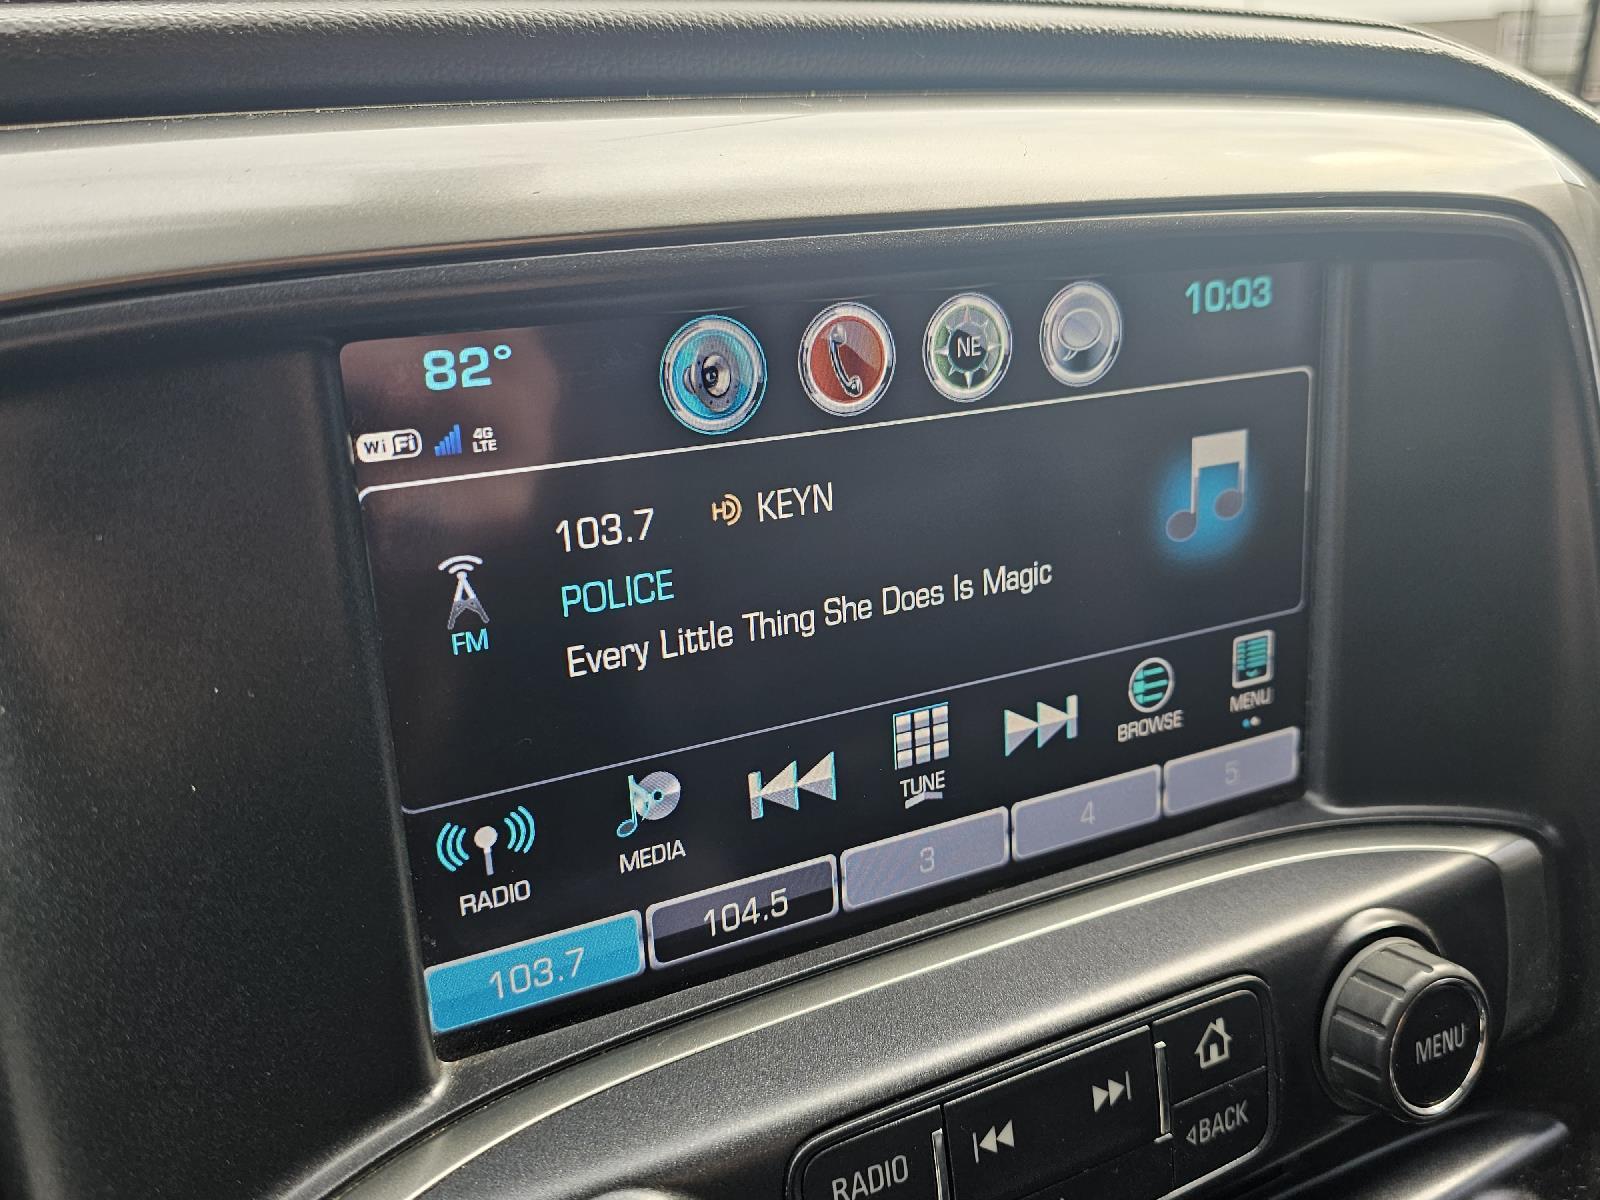 82°
10:03
NE
WiFi
4G
LTE
103.7
HD KEYN
POLICE
Every Little Thing She Does Is Magic
FM
RADIO
MEDIA
TUNE
BROWSE
MENU
103.7
104.5
3
4
5
MENU
RADIO
BACK